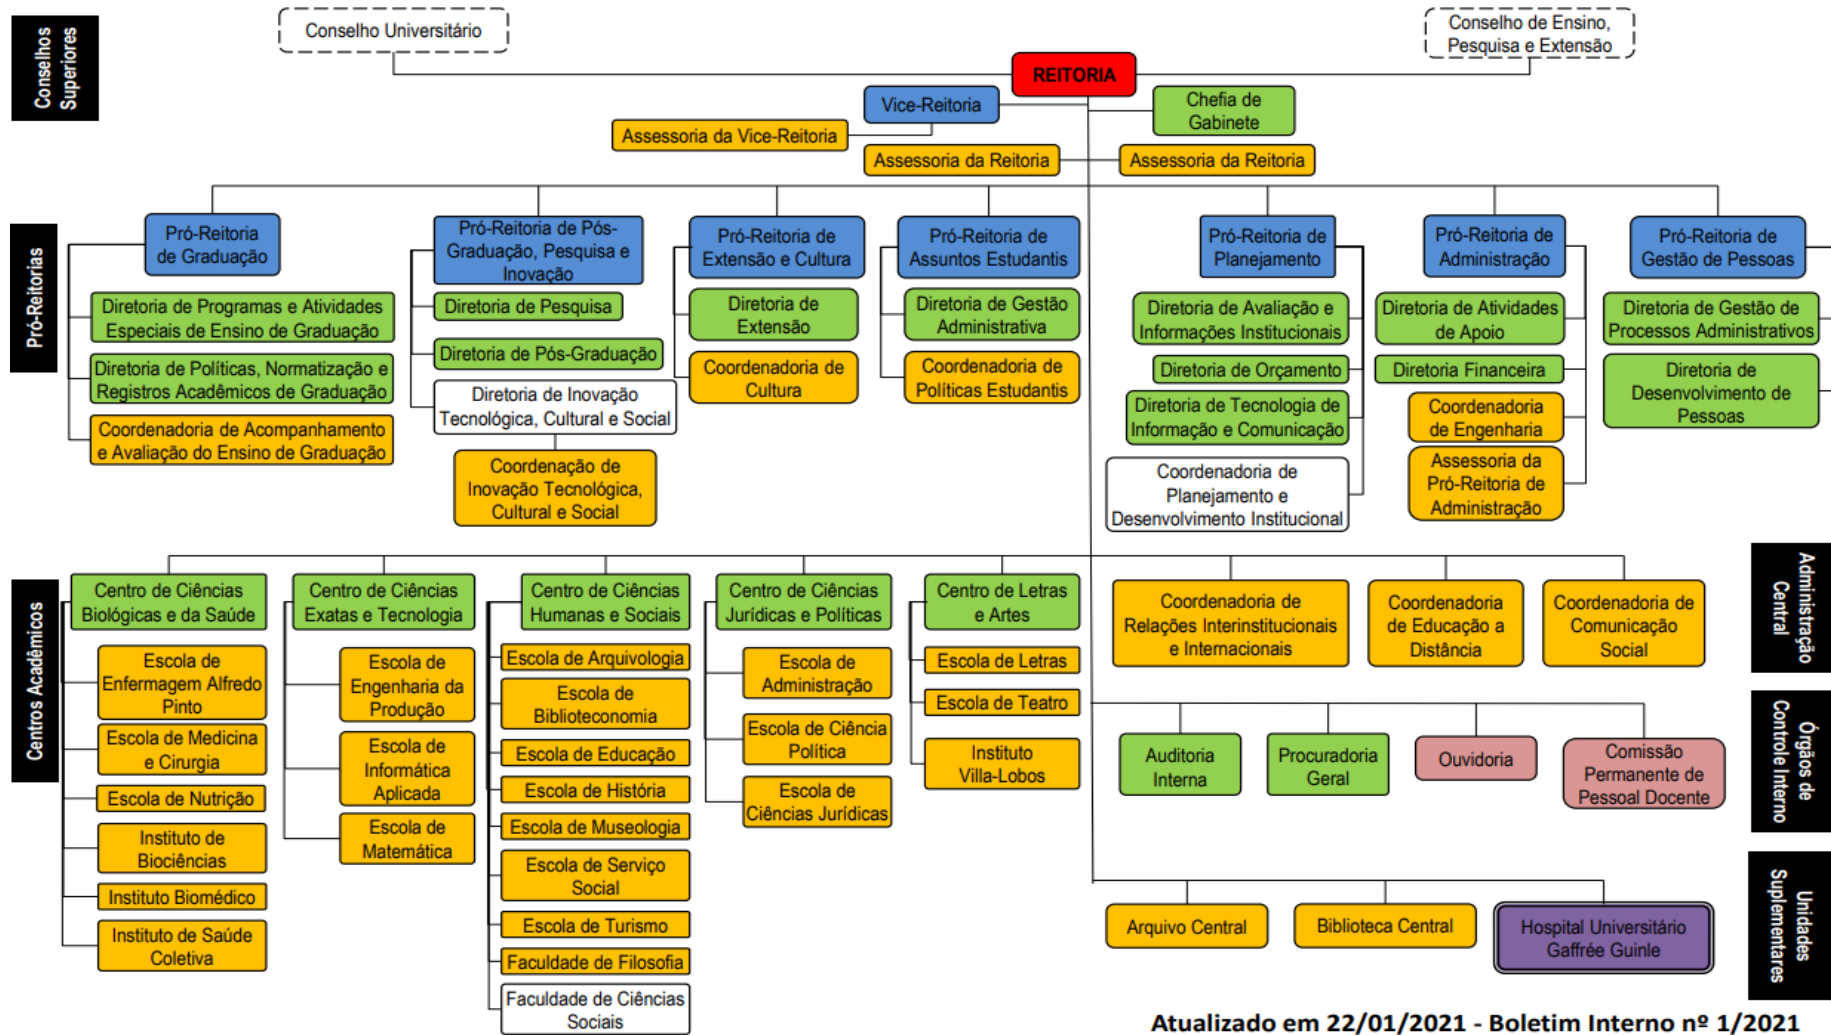 Conselhos
Superiores
Conselho Universitário
Conselho de Ensino,
Pesquisa e Extensão
REITORIA
Vice-Reitoria
Chefia de
Gabinete
Assessoria da Vice-Reitoria
Assessoria da Reitoria
Assessoria da Reitoria
Pró-Reitorias
Pró-Reitoria
de Graduação
Diretoria de Programas e Atividades
Especiais de Ensino de Graduação
Diretoria de Políticas, Normatização e
Registros Acadêmicos de Graduação
Coordenadoria de Acompanhamento
e Avaliação do Ensino de Graduação
Pró-Reitoria de Pós-
Graduação, Pesquisa e
Inovação
Diretoria de Pesquisa
Diretoria de Pós-Graduação
Diretoria de Inovação
Tecnológica, Cultural e Social
Coordenação de
Inovação Tecnológica,
Cultural e Social
Pró-Reitoria de
Extensão e Cultura
Diretoria de
Extensão
Coordenadoria de
Cultura
Pró-Reitoria de
Assuntos Estudantis
Diretoria de Gestão
Administrativa
Coordenadoria de
Políticas Estudantis
Pró-Reitoria de
Planejamento
Diretoria de Avaliação e
Informações Institucionais
Diretoria de Orçamento
Diretoria de Tecnologia de
Informação e Comunicação
Coordenadoria de
Planejamento e
Desenvolvimento Institucional
Pró-Reitoria de
Administração
Diretoria de Atividades
de Apoio
Diretoria Financeira
Coordenadoria
de Engenharia
Assessoria da
Pró-Reitoria de
Administração
Pró-Reitoria de
Gestão de Pessoas
Diretoria de Gestão de
Processos Administrativos
Diretoria de
Desenvolvimento de
Pessoas
Centros Acadêmicos
Centro de Ciências
Biológicas e da Saúde
Escola de
Enfermagem Alfredo
Pinto
Escola de Medicina
e Cirurgia
Escola de Nutrição
Instituto de
Biociências
Instituto Biomédico
Instituto de Saúde
Coletiva
Centro de Ciências
Exatas e Tecnologia
Escola de
Engenharia da
Produção
Escola de
Informática
Aplicada
Escola de
Matemática
Centro de Ciências
Humanas e Sociais
Escola de Arquivologia
Escola de
Biblioteconomia
Escola de Educação
Escola de História
Escola de Museologia
Escola de Serviço
Social
Escola de Turismo
Faculdade de Filosofia
Faculdade de Ciências
Sociais
Centro de Ciências
Jurídicas e Políticas
Escola de
Administração
Escola de Ciência
Política
Escola de
Ciências Jurídicas
Centro de Letras
e Artes
Escola de Letras
Escola de Teatro
Instituto
Villa-Lobos
Administração
Central
Coordenadoria de
Relações Interinstitucionais
e Internacionais
Coordenadoria
de Educação a
Distância
Coordenadoria de
Comunicação
Social
Órgãos de
Controle Interno
Auditoria
Interna
Procuradoria
Geral
Ouvidoria
Comissão
Permanente de
Pessoal Docente
Unidades
Suplementares
Arquivo Central
Biblioteca Central
Hospital Universitário
Gaffrée Guinle
Atualizado em 22/01/2021 - Boletim Interno nº 1/2021